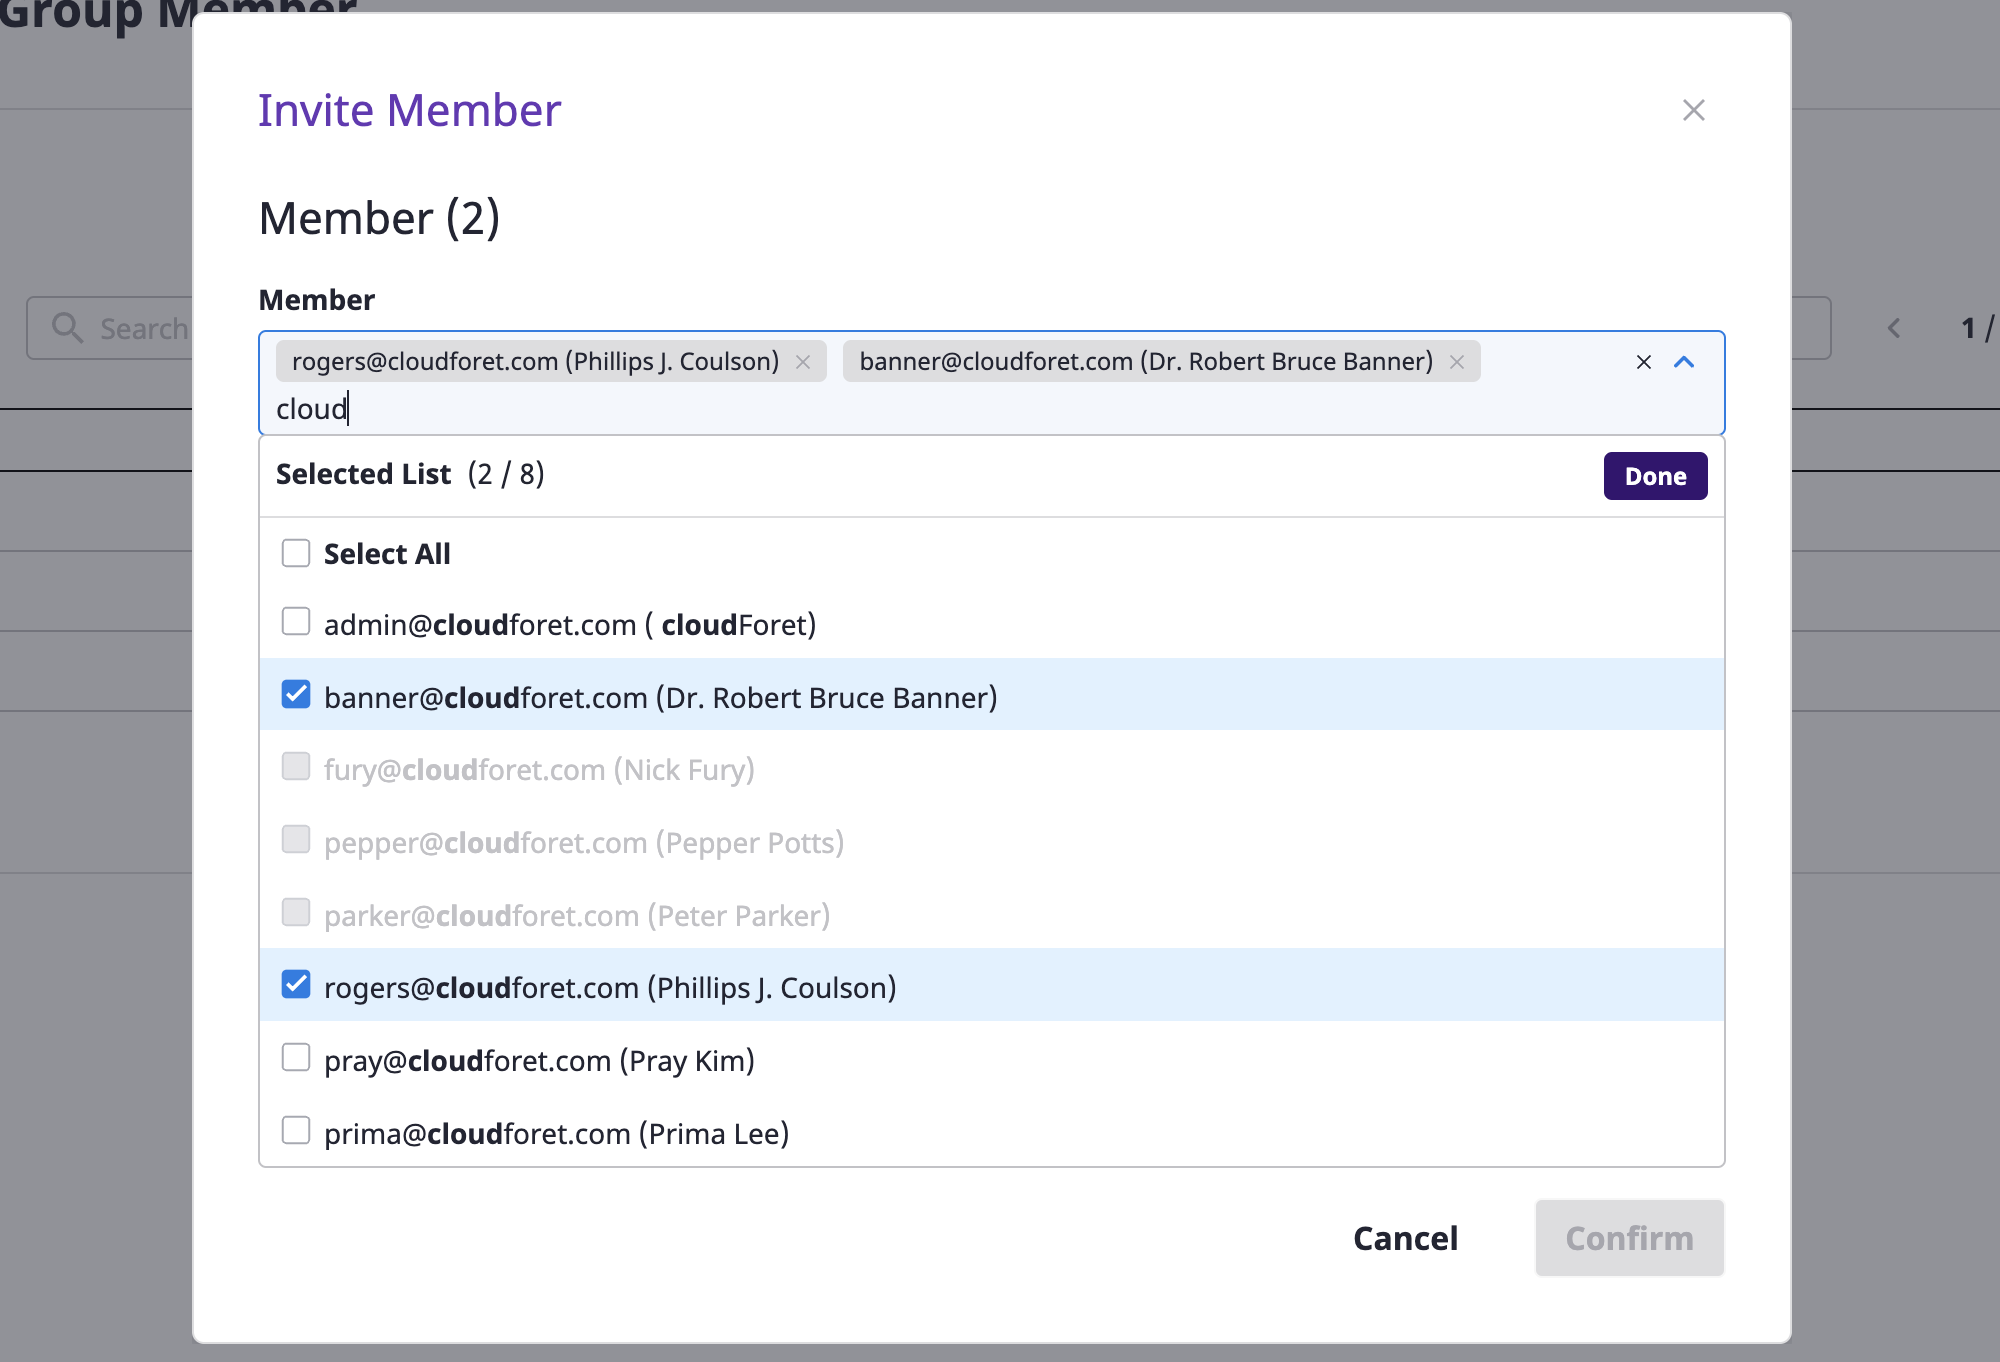 Group Member
Invite Member
Member (2)
Member
Search
rogers@cloudforet.com (Phillips J. Coulson) banner@cloudforet.com (Dr. Robert Bruce Banner)
1 /
cloud
Selected List (2 / 8)
Done
Select All
admin@cloudforet.com ( cloudForet)
banner@cloudforet.com (Dr. Robert Bruce Banner)
fury@cloudforet.com (Nick Fury)
pepper@cloudforet.com (Pepper Potts)
parker@cloudforet.com (Peter Parker)
rogers@cloudforet.com (Phillips J. Coulson)
pray@cloudforet.com (Pray Kim)
prima@cloudforet.com (Prima Lee)
Cancel
Confirm